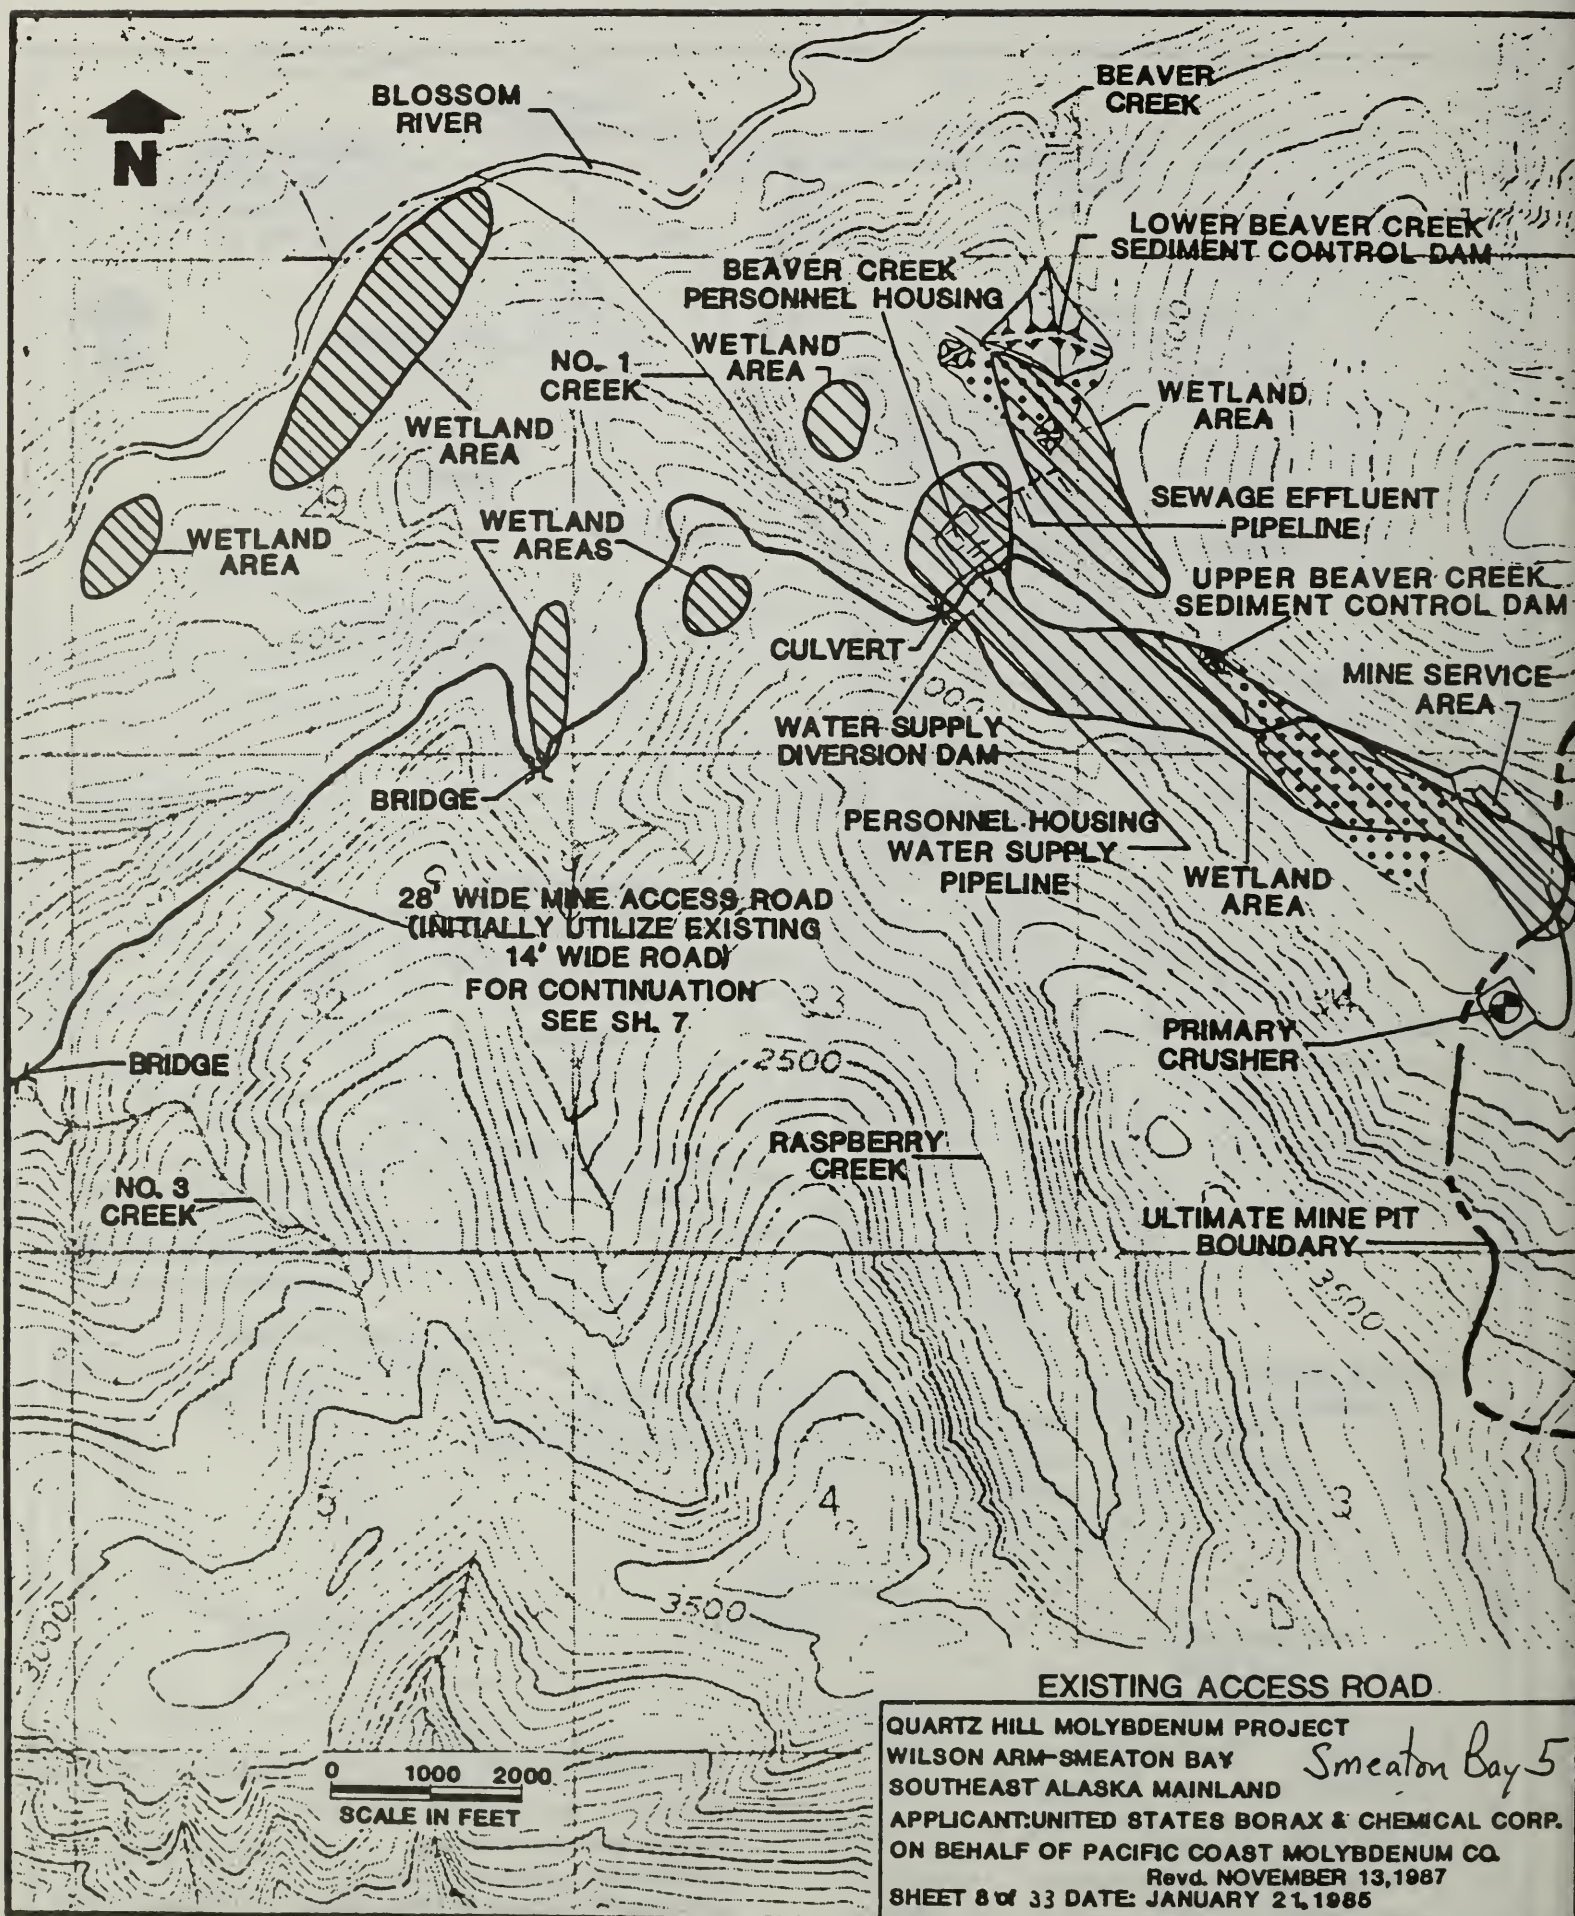 N
BLOSSOM
RIVER
BEAVER
CREEK
LOWER BEAVER CREEK
SEDIMENT CONTROL DAM
BEAVER CREEK
PERSONNEL HOUSING
WETLAND
AREA
NO. 1
CREEK
WETLAND
AREA
WETLAND
AREA
SEWAGE EFFLUENT
PIPELINE
WETLAND
AREAS
WETLAND
AREA
UPPER BEAVER CREEK
SEDIMENT CONTROL DAM
CULVERT
MINE SERVICE
AREA
WATER SUPPLY
DIVERSION DAM
BRIDGE
PERSONNEL HOUSING
WATER SUPPLY
PIPELINE
WETLAND
AREA
28' WIDE MINE ACCESS ROAD
(INITIALLY UTILIZE EXISTING
14' WIDE ROAD)
FOR CONTINUATION
SEE SH. 7
32
33
PRIMARY
CRUSHER
BRIDGE
2500
RASPBERRY
CREEK
NO. 3
CREEK
ULTIMATE MINE PIT
BOUNDARY
3500
4
3
3500
3000
EXISTING ACCESS ROAD
QUARTZ HILL MOLYBDENUM PROJECT
WILSON ARM-SMEATON BAY
Smeaton Bay 5
SOUTHEAST ALASKA MAINLAND
APPLICANT:UNITED STATES BORAX & CHEMICAL CORP.
ON BEHALF OF PACIFIC COAST MOLYBDENUM CO.
Revd. NOVEMBER 13,1987
SHEET 8 of 33 DATE: JANUARY 21,1985
0 1000 2000
SCALE IN FEET